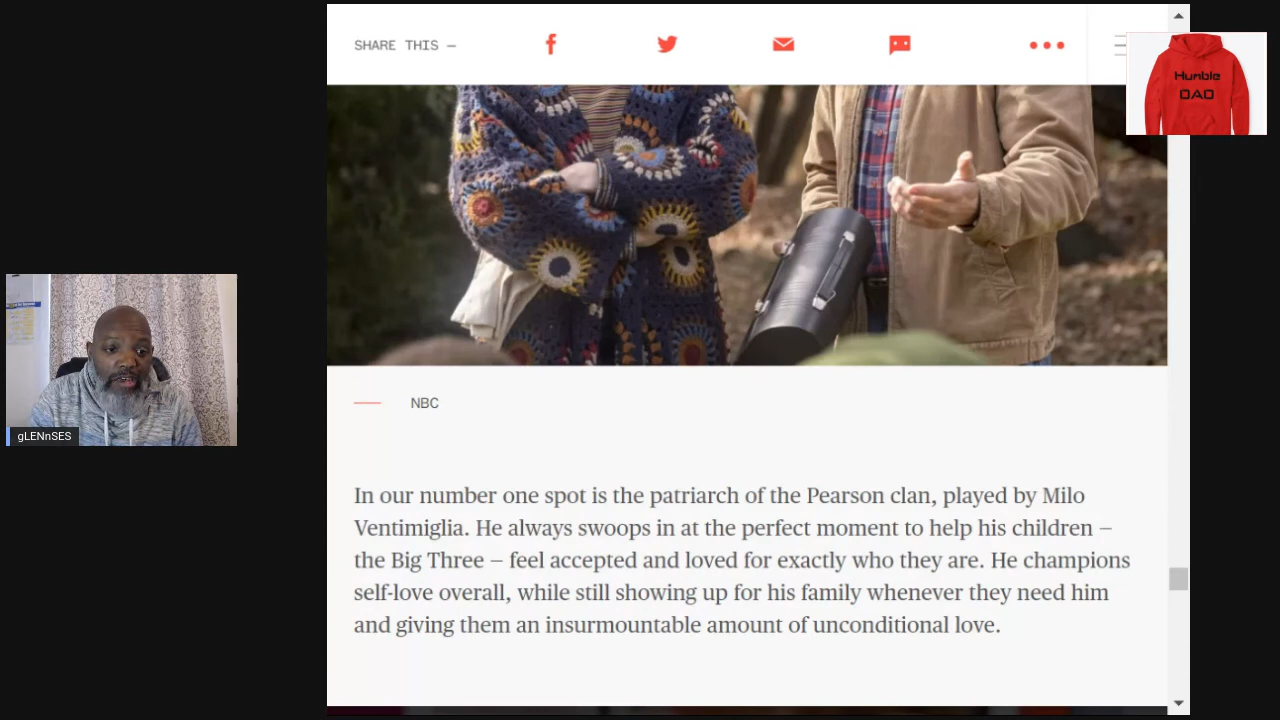 SHARE THIS —
Humble
DAD
NBC
In our number one spot is the patriarch of the Pearson clan, played by Milo
Ventimiglia. He always swoops in at the perfect moment to help his children —
the Big Three — feel accepted and loved for exactly who they are. He champions
self-love overall, while still showing up for his family whenever they need him
and giving them an insurmountable amount of unconditional love.
gLENnSES